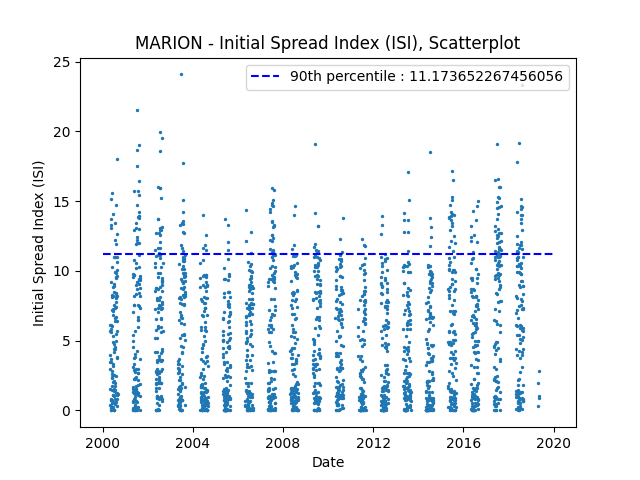 MARION - Initial Spread Index (ISI), Scatterplot
90th percentile : 11.173652267456056
Initial Spread Index (ISI)
25
20
15
10
5
0
2000 2004 2008 2012 2016 2020
Date